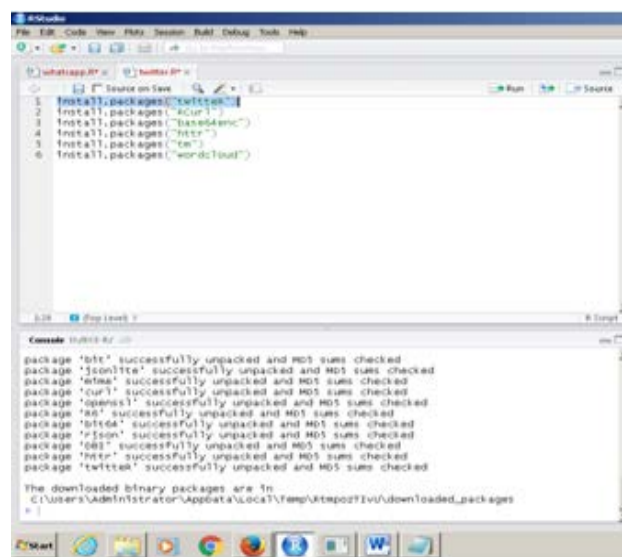 RStudio
File Edit Code View Plots Session Build Debug Tools Help
whatsapp.R* x twitter.R* x
Source on Save Run Source
1 install.packages("twitteR")
2 install.packages("RCurl")
3 install.packages("base64enc")
4 install.packages("httr")
5 install.packages("tm")
6 install.packages("wordcloud")
(Top Level) R Script
Console
package 'bit' successfully unpacked and MD5 sums checked
package 'jsonlite' successfully unpacked and MD5 sums checked
package 'mime' successfully unpacked and MD5 sums checked
package 'curl' successfully unpacked and MD5 sums checked
package 'openssl' successfully unpacked and MD5 sums checked
package 'R6' successfully unpacked and MD5 sums checked
package 'bit64' successfully unpacked and MD5 sums checked
package 'rjson' successfully unpacked and MD5 sums checked
package 'DBI' successfully unpacked and MD5 sums checked
package 'httr' successfully unpacked and MD5 sums checked
package 'twitteR' successfully unpacked and MD5 sums checked
The downloaded binary packages are in
>
Start